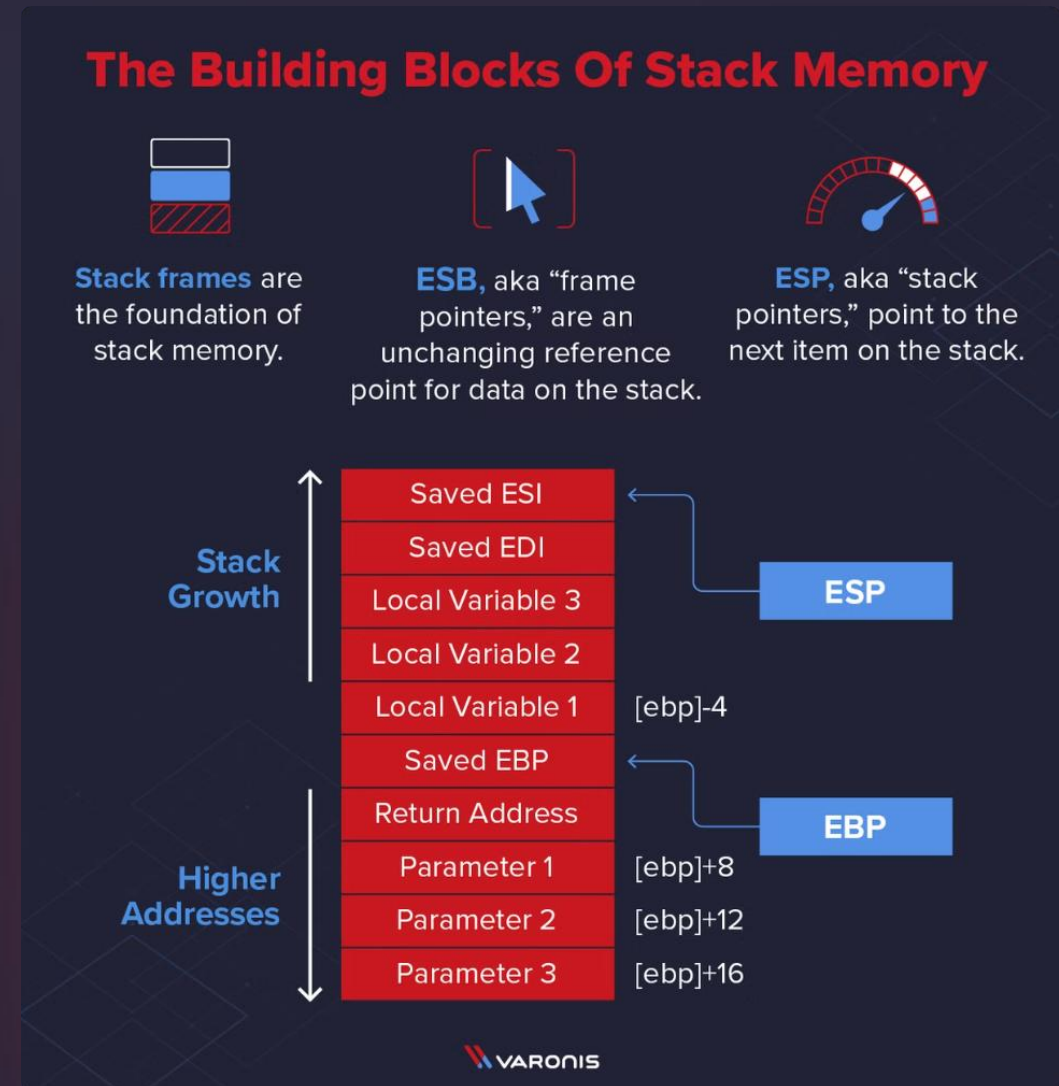 The Building Blocks Of Stack Memory
Stack frames are
the foundation of
stack memory.
ESB, aka “frame
pointers,” are an
unchanging reference
point for data on the stack.
ESP, aka “stack
pointers,” point to the
next item on the stack.
Stack
Growth
Higher
Addresses
Saved ESI
Saved EDI
Local Variable 3
Local Variable 2
Local Variable 1 [ebp]-4
Saved EBP
Return Address
Parameter 1 [ebp]+8
Parameter 2 [ebp]+12
Parameter 3 [ebp]+16
ESP
EBP
VARONIS